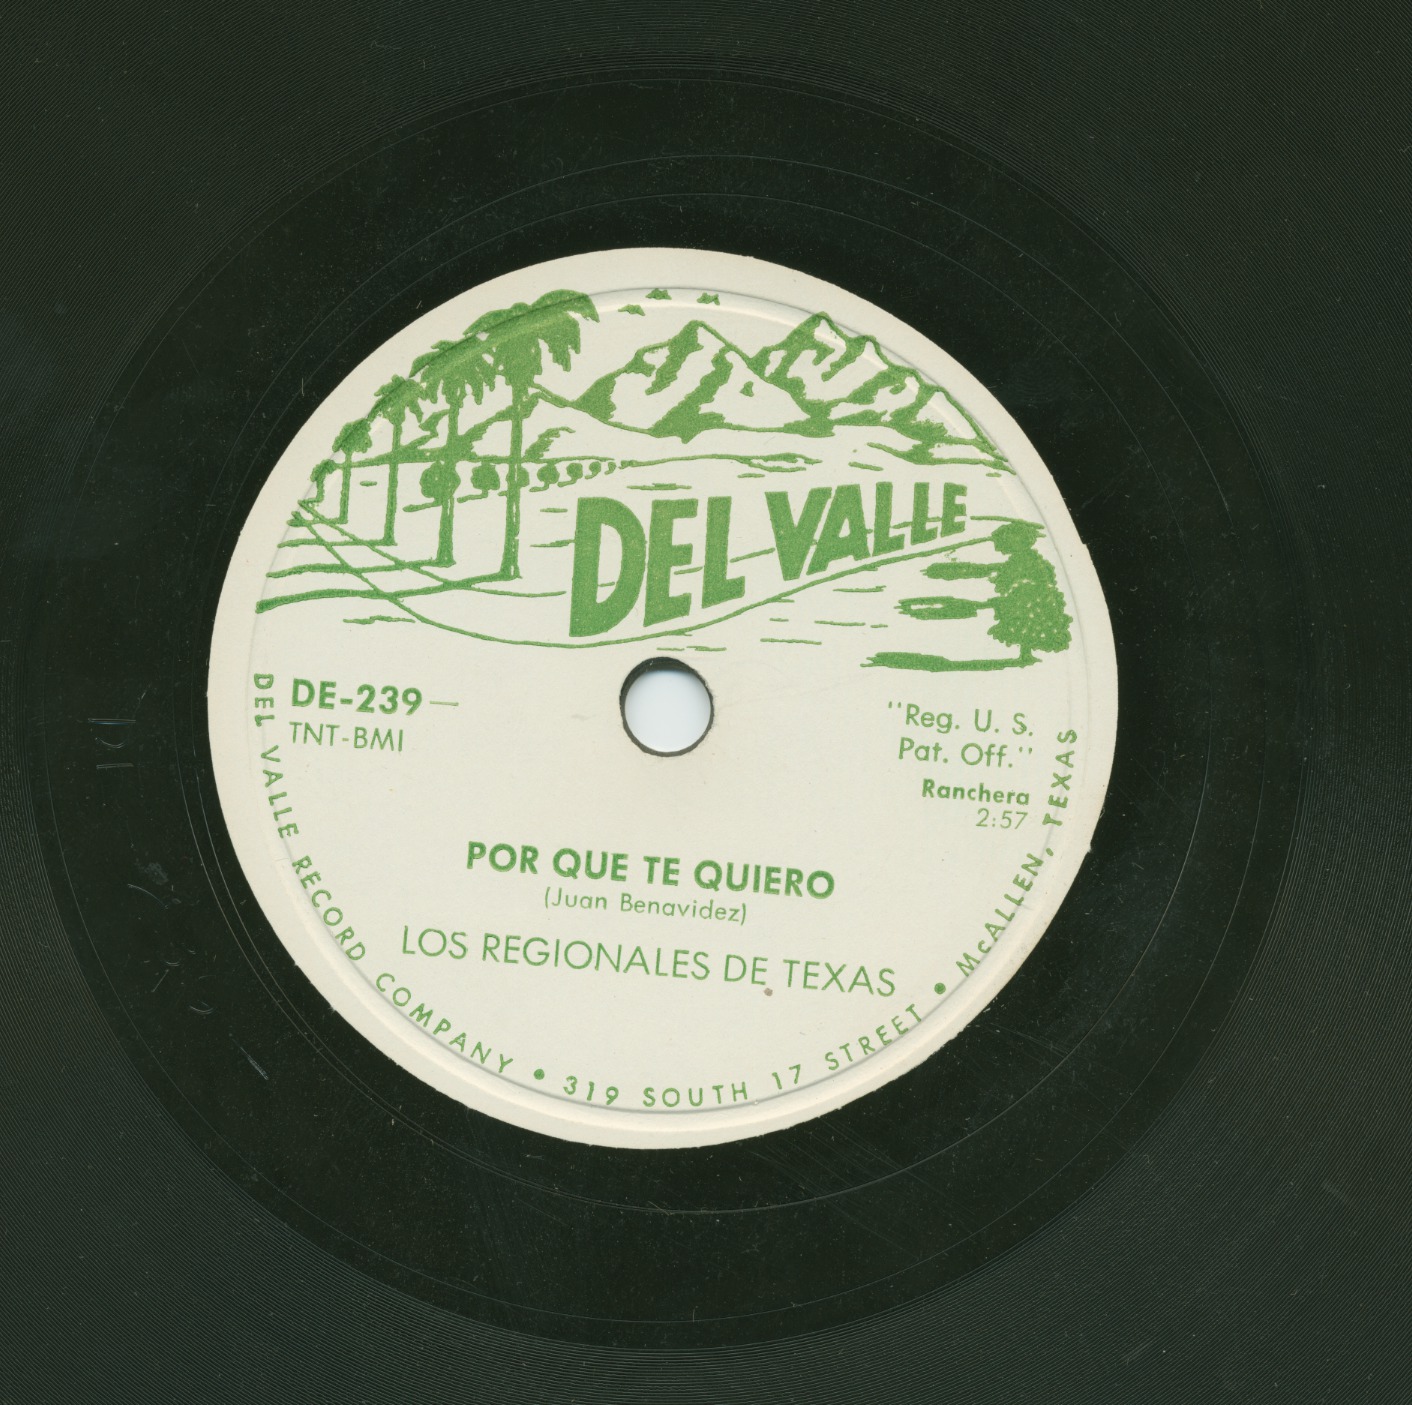 DEL VALLE
DE-239—
TNT-BMI
"Reg. U. S.
Pat. Off."
Ranchera
2:57
POR QUE TE QUIERO
(Juan Benavidez)
LOS REGIONALES DE TEXAS
DEL VALLE RECORD COMPANY • 319 SOUTH 17 STREET • McALLEN, TEXAS